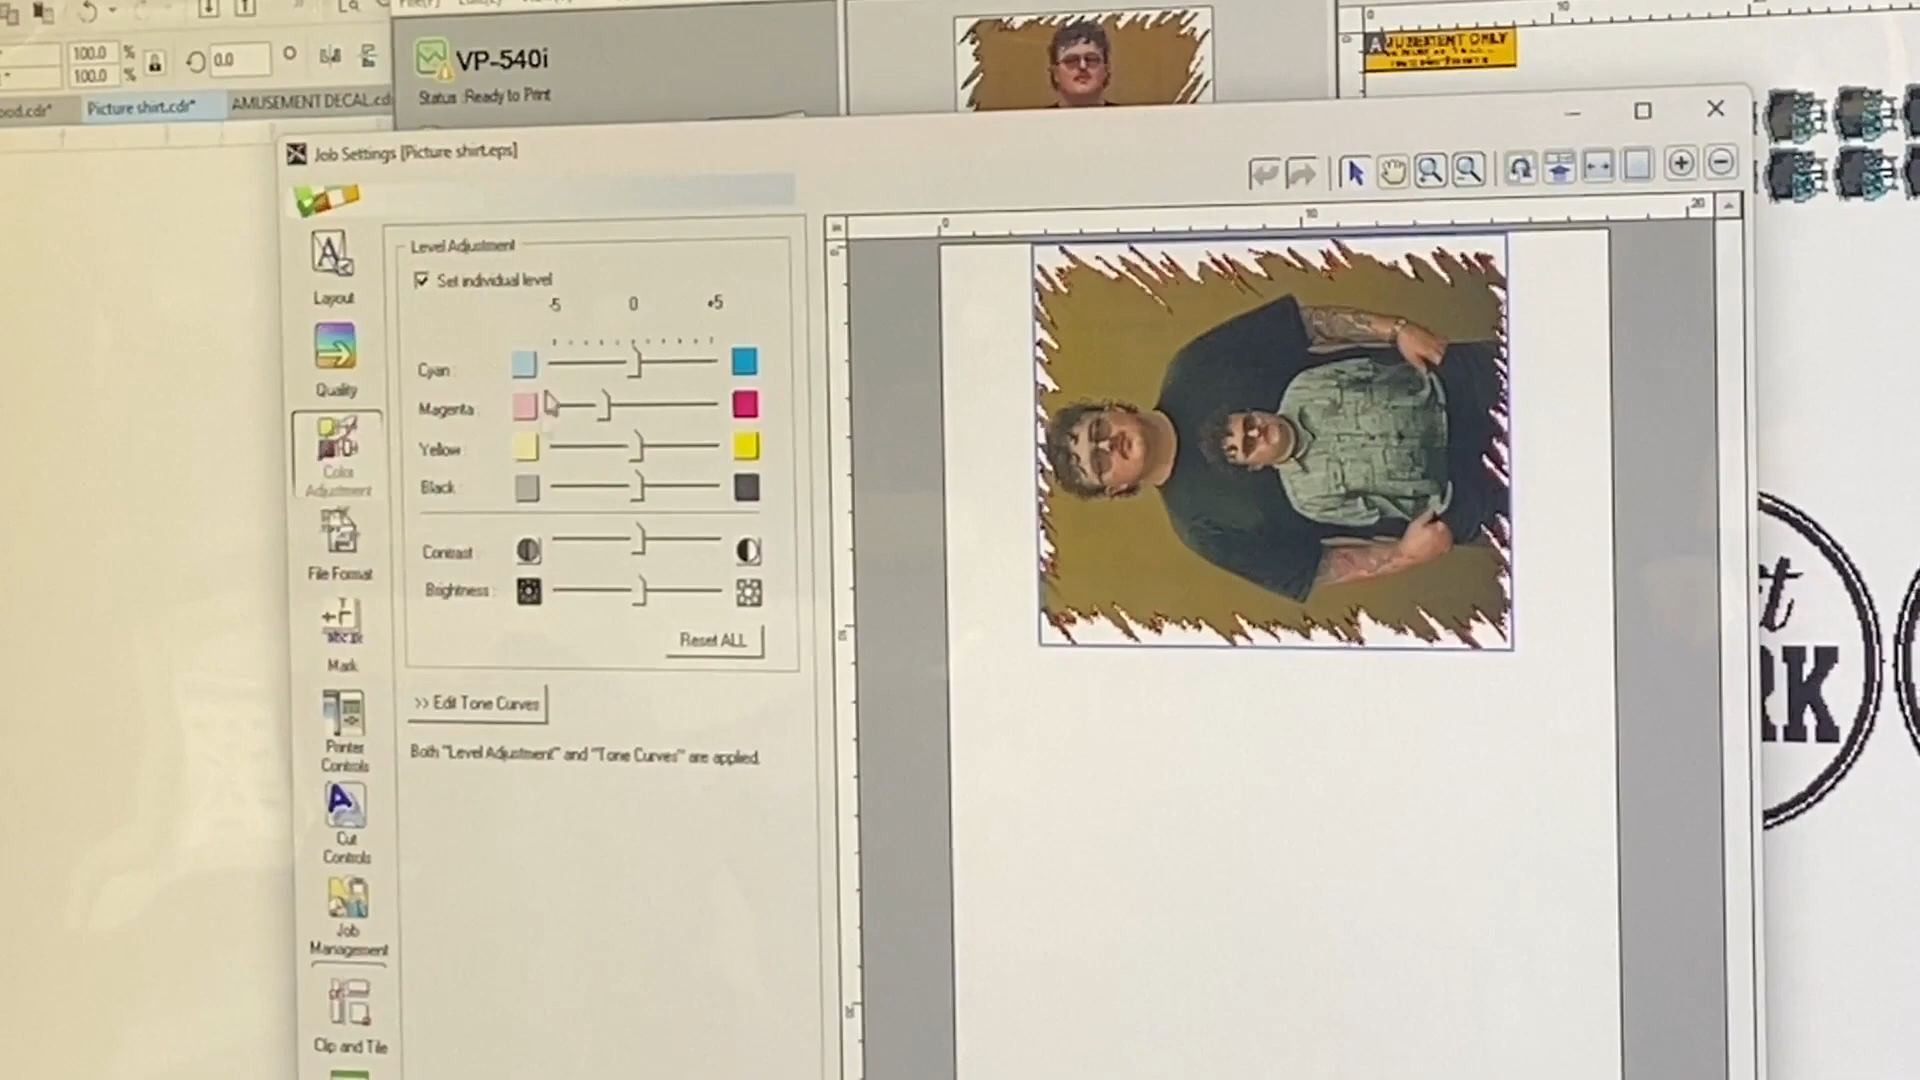 100.0 %
100.0 %
0.0
Picture shirt.cdr*
AMUSEMENT DECAL.cd
VP-540i
Status :Ready to Print
ONLY
Job Settings [Picture shirt.eps]
Layout
Quality
Color
Adjustment
File Format
Mark
Printer
Controls
Cut
Controls
Job
Management
Clip and Tile
Level Adjustment
Set individual level
-5 0 +5
Cyan :
Magenta :
Yellow :
Black :
Contrast :
Brightness :
Reset ALL
>> Edit Tone Curves
Both "Level Adjustment" and "Tone Curves" are applied.
0 10 20
0 10
RK